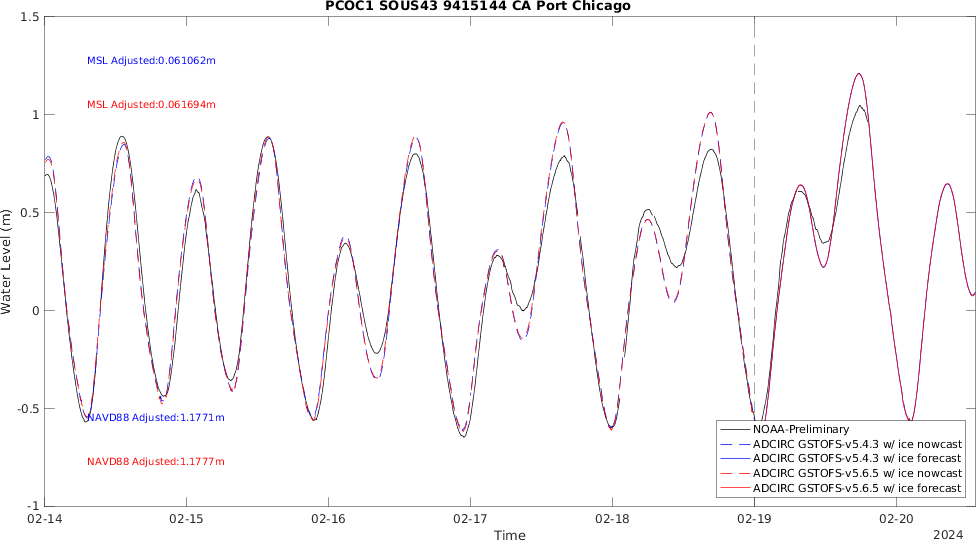 PCOC1 SOUS43 9415144 CA Port Chicago
1.5
MSL Adjusted:0.061062m
MSL Adjusted:0.061694m
1
0.5
Water Level (m)
0
-0.5
NAVD88 Adjusted:1.1771m
NAVD88 Adjusted:1.1777m
NOAA-Preliminary
ADCIRC GSTOFS-v5.4.3 w/ ice nowcast
ADCIRC GSTOFS-v5.4.3 w/ ice forecast
ADCIRC GSTOFS-v5.6.5 w/ ice nowcast
ADCIRC GSTOFS-v5.6.5 w/ ice forecast
-1
02-14 02-15 02-16 02-17 02-18 02-19 02-20
Time
2024